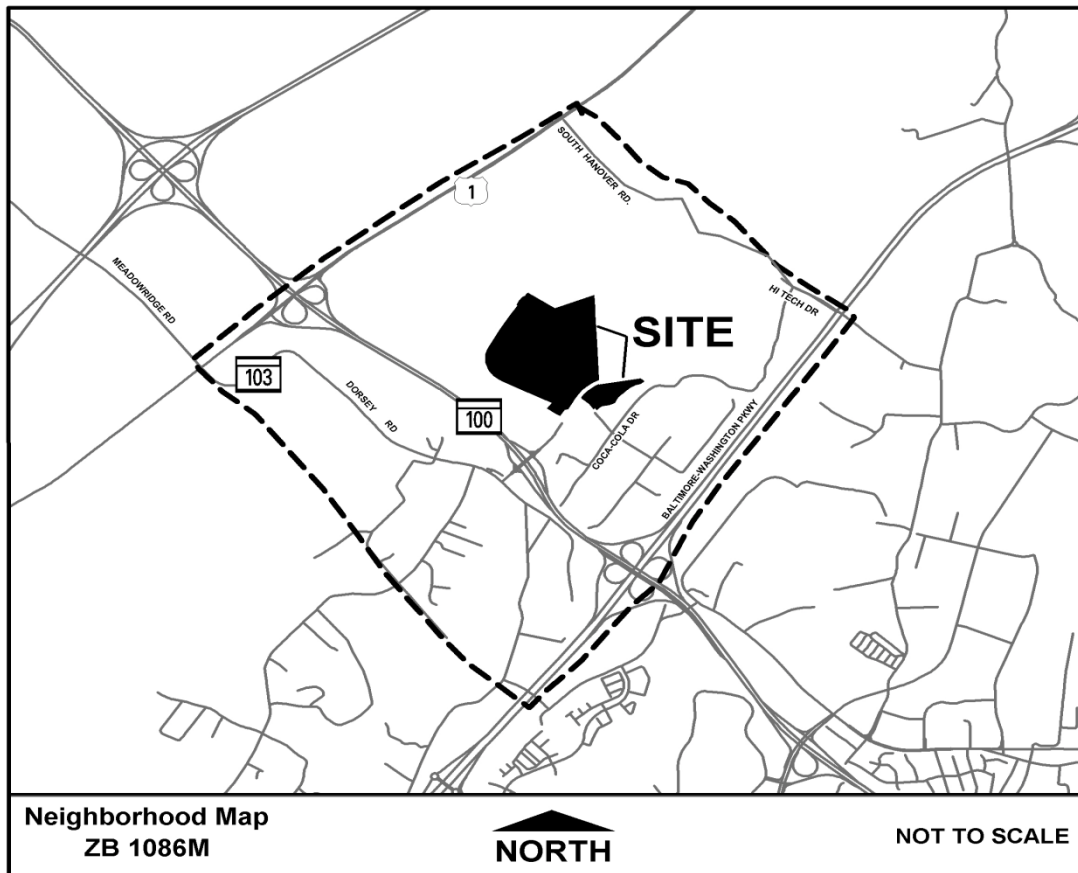 SOUTH HANOVER RD.
1
MEADOWRIDGE RD
HI TECH DR
SITE
103
DORSEY RD
100
COCA-COLA DR
BALTIMORE-WASHINGTON PKWY
Neighborhood Map
ZB 1086M
NORTH
NOT TO SCALE